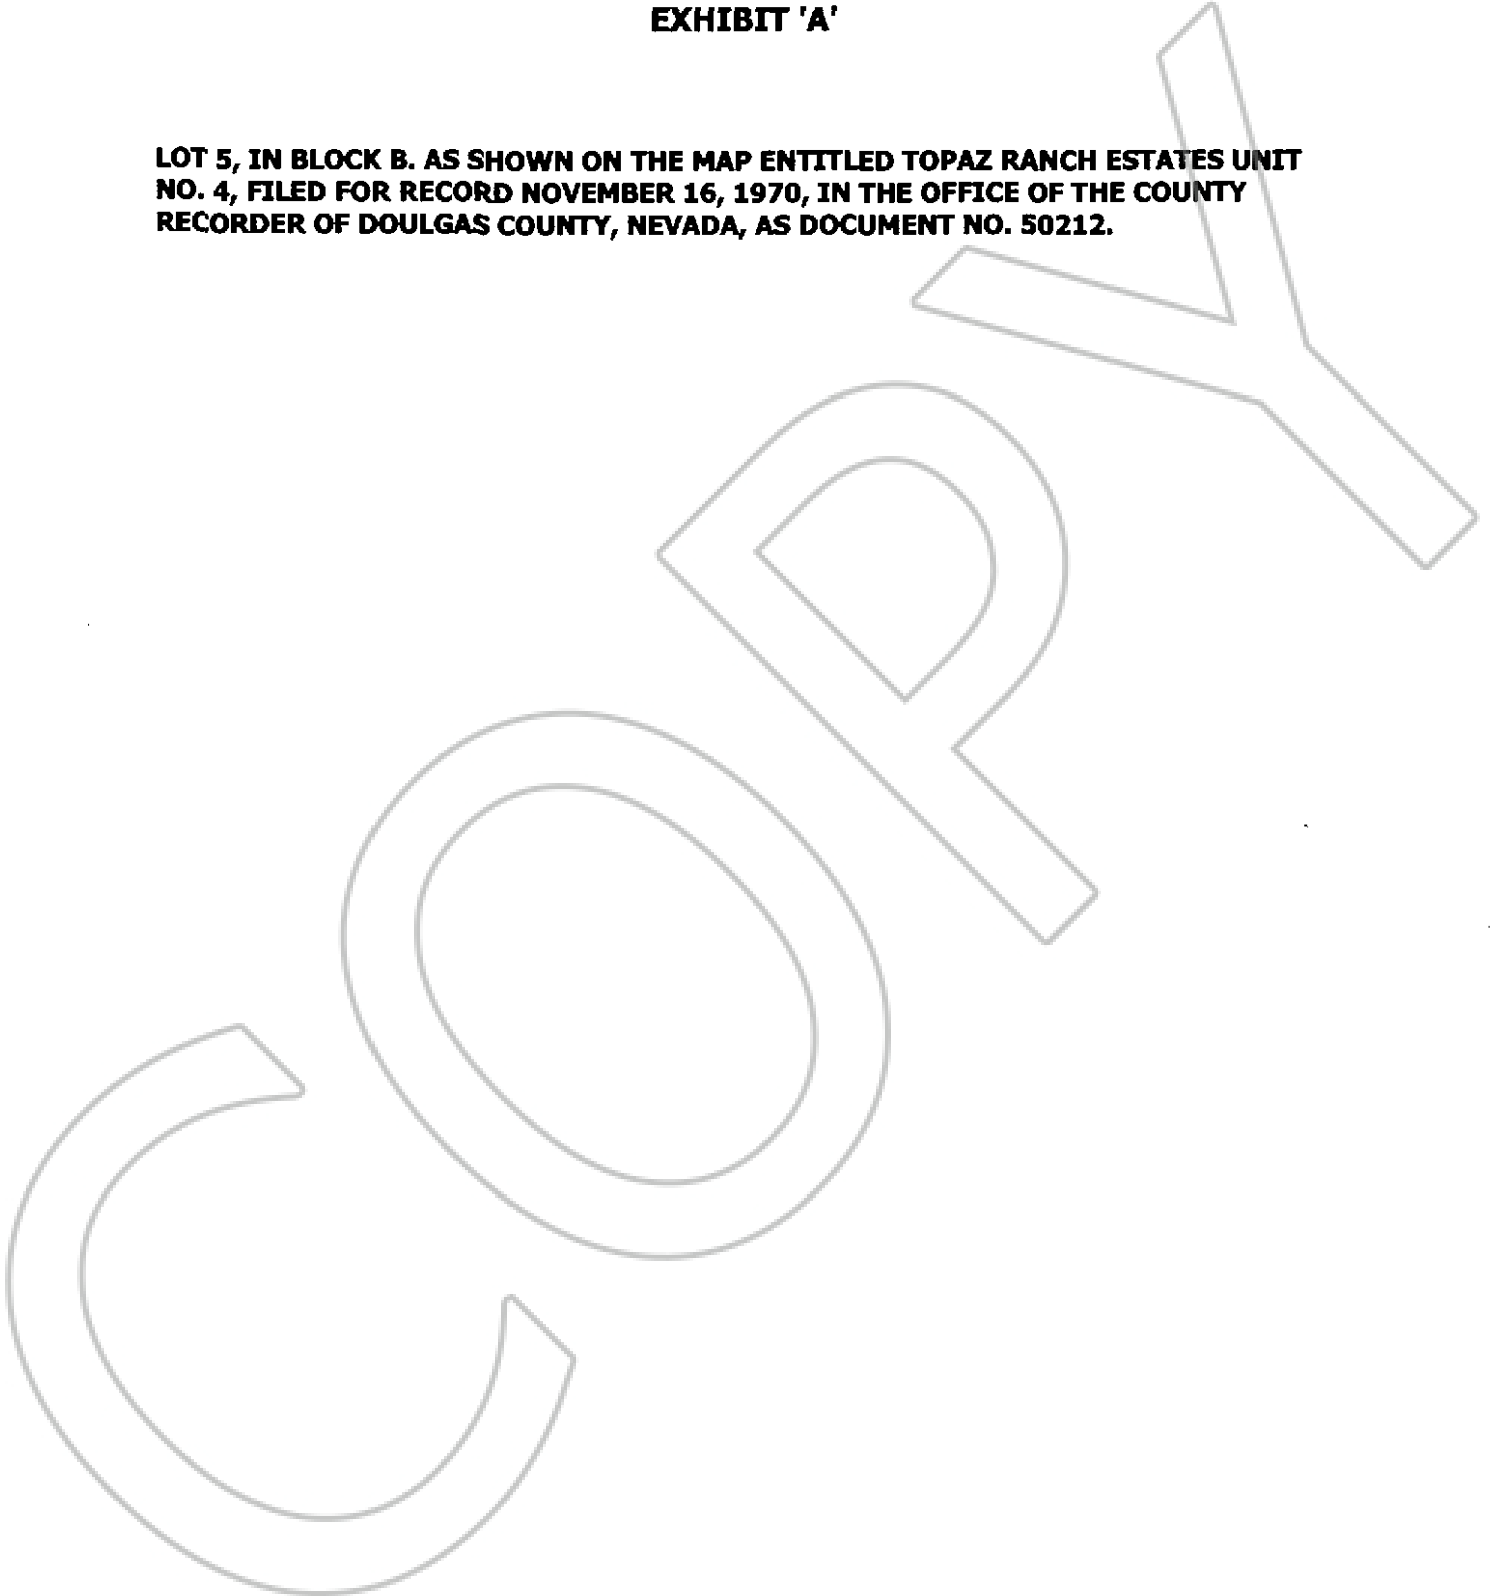 EXHIBIT 'A'
LOT 5, IN BLOCK B. AS SHOWN ON THE MAP ENTITLED TOPAZ RANCH ESTATES UNIT
NO. 4, FILED FOR RECORD NOVEMBER 16, 1970, IN THE OFFICE OF THE COUNTY
RECORDER OF DOULGAS COUNTY, NEVADA, AS DOCUMENT NO. 50212.
COPY